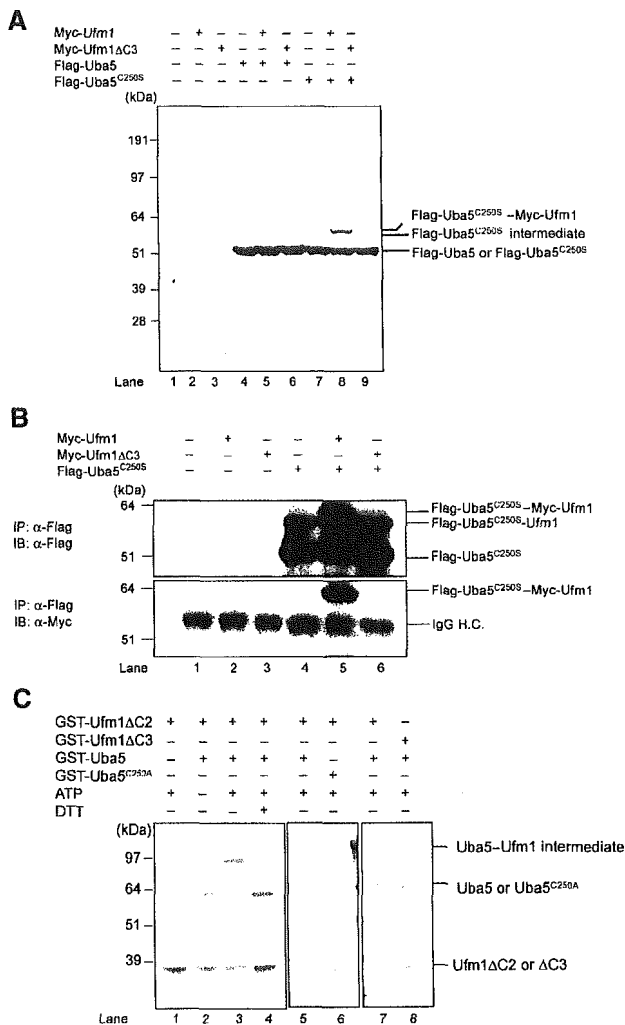 A
Myc-Ufm1 − + − − + − − + −
Myc-Ufm1ΔC3 − − + − − + − − +
Flag-Uba5 − − − + + + − − −
Flag-Uba5C250S − − − − − − + + +
(kDa)
191
97
64
51
39
28
Flag-Uba5C250S –Myc-Ufm1
Flag-Uba5C250S intermediate
Flag-Uba5 or Flag-Uba5C250S
Lane 1 2 3 4 5 6 7 8 9
B
Myc-Ufm1 − + − − + −
Myc-Ufm1ΔC3 − − + − − +
Flag-Uba5C250S − − − + + +
(kDa)
64
51
IP: α-Flag
IB: α-Flag
Flag-Uba5C250S–Myc-Ufm1
Flag-Uba5C250S-Ufm1
Flag-Uba5C250S
64
51
IP: α-Flag
IB: α-Myc
Flag-Uba5C250S–Myc-Ufm1
IgG H.C.
Lane 1 2 3 4 5 6
C
GST-Ufm1ΔC2 + + + + + + + −
GST-Ufm1ΔC3 − − − − − − − +
GST-Uba5 − + + + + − + +
GST-Uba5C250A − − − − − + − −
ATP + − + + + + + +
DTT − − − + − − − −
(kDa)
97
64
51
39
Uba5–Ufm1 intermediate
Uba5 or Uba5C250A
Ufm1ΔC2 or ΔC3
Lane 1 2 3 4 5 6 7 8